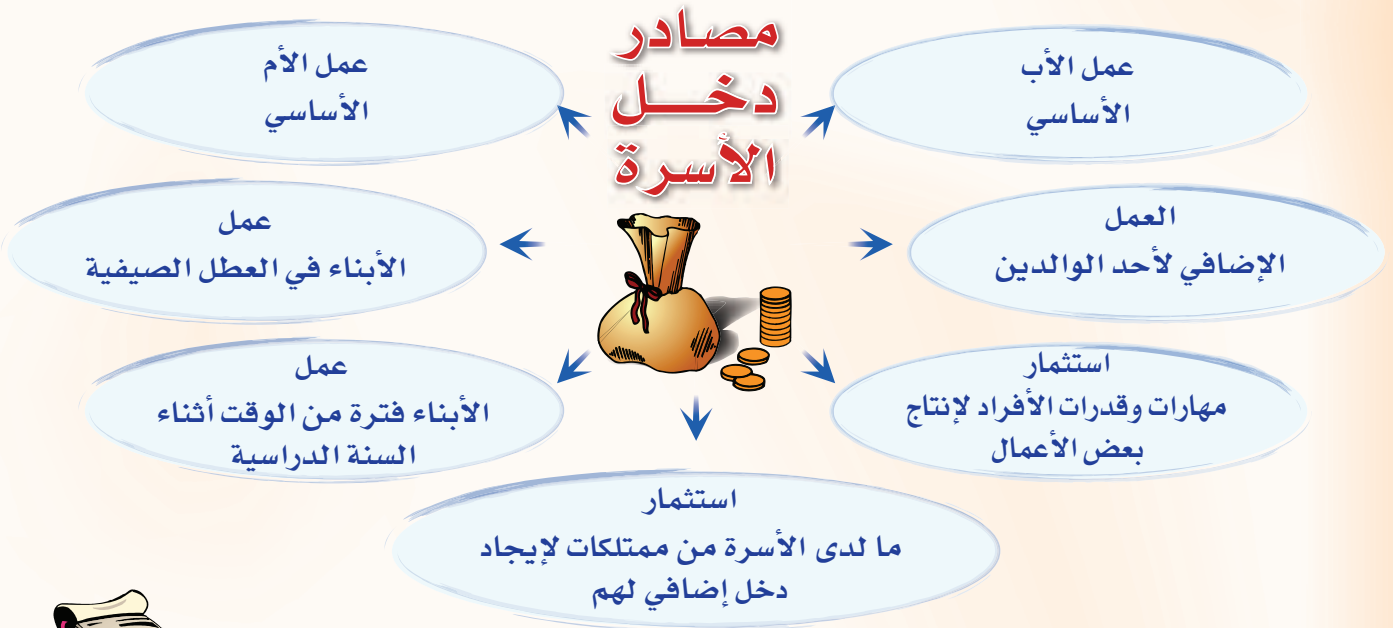 مصادر
دخل
الأسرة
عمل الأب
الأساسي
عمل الأم
الأساسي
العمل
الإضافي لأحد الوالدين
عمل
الأبناء في العطل الصيفية
استثمار
مهارات وقدرات الأفراد لإنتاج
بعض الأعمال
عمل
الأبناء فترة من الوقت أثناء
السنة الدراسية
استثمار
ما لدى الأسرة من ممتلكات لإيجاد
دخل إضافي لهم